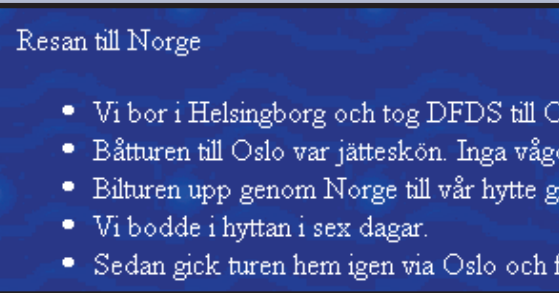 Resan till Norge
• Vi bor i Helsingborg och tog DFDS till
• Båtturen till Oslo var jätteskön. Inga
• Bilturen upp genom Norge till vår hytte
• Vi bodde i hyttan i sex dagar.
• Sedan gick turen hem igen via Oslo och